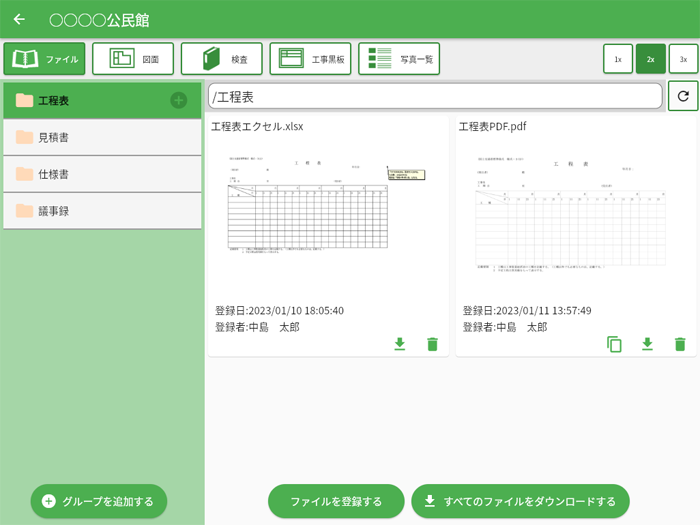 ○○○○公民館
ファイル
図面
検査
工事黒板
写真一覧
1x
2x
3x
工程表
見積書
仕様書
議事録
/工程表
工程表エクセル.xlsx
工程表
登録日:2023/01/10 18:05:40
登録者:中島　太郎
工程表PDF.pdf
工程表
登録日:2023/01/11 13:57:49
登録者:中島　太郎
グループを追加する
ファイルを登録する
すべてのファイルをダウンロードする